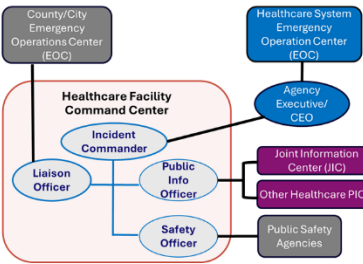 County/City
Emergency
Operations Center
(EOC)
Healthcare System
Emergency
Operation Center
(EOC)
Healthcare Facility
Command Center
Agency
Executive/
CEO
Incident
Commander
Liaison
Officer
Public
Info
Officer
Joint Information
Center (JIC)
Other Healthcare PIO
Safety
Officer
Public Safety
Agencies